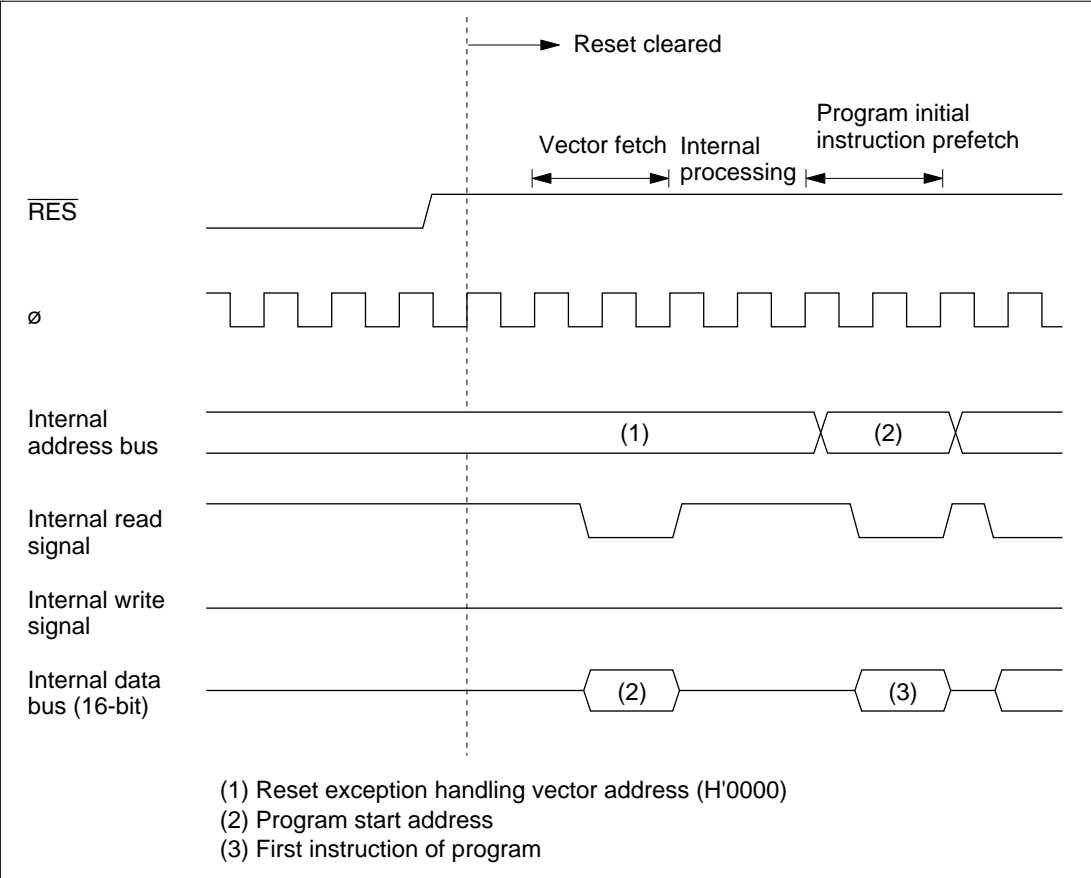 Reset cleared
Program initial
instruction prefetch
Vector fetch
Internal
processing
RES
ø
Internal
address bus
(1)
(2)
Internal read
signal
Internal write
signal
Internal data
bus (16-bit)
(2)
(3)
(1) Reset exception handling vector address (H'0000)
(2) Program start address
(3) First instruction of program